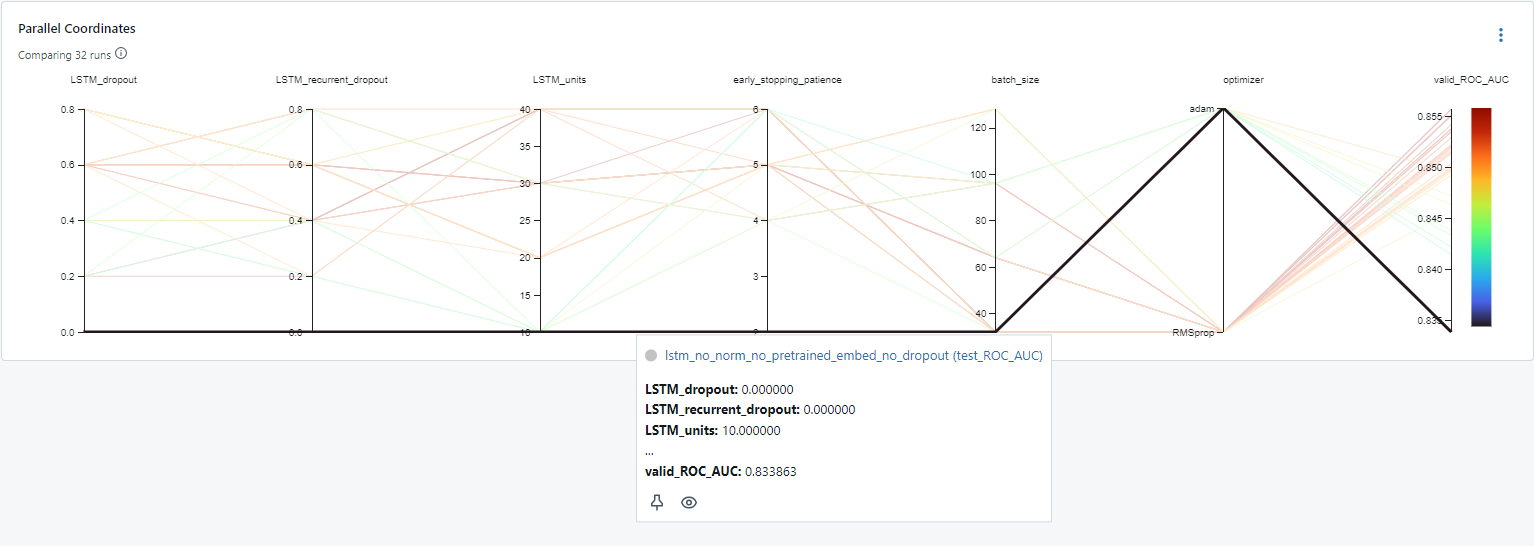 Parallel Coordinates
Comparing 32 runs
LSTM_dropout LSTM_recurrent_dropout LSTM_units early_stopping_patience batch_size optimizer valid_ROC_AUC
0.8 0.8 40 6 adam 0.855
120
35
0.6 0.6 5 100 0.850
30
25
0.4 0.4 4 80 0.845
20
0.2 0.2 3 60 0.840
15
40 0.835
0.0 0.0 10 2 RMSprop
lstm_no_norm_no_pretrained_embed_no_dropout (test_ROC_AUC)
LSTM_dropout: 0.000000
LSTM_recurrent_dropout: 0.000000
LSTM_units: 10.000000
...
valid_ROC_AUC: 0.833863